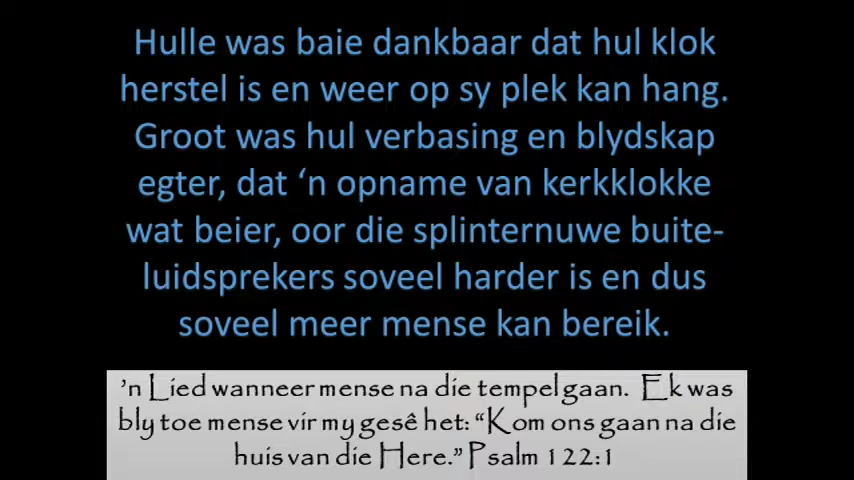 Hulle was baie dankbaar dat hul klok
herstel is en weer op sy plek kan hang.
Groot was hul verbasing en blydskap
egter, dat ‘n opname van kerkklokke
wat beier, oor die splinternuwe buite-
luidsprekers soveel harder is en dus
soveel meer mense kan bereik.
’n Lied wanneer mense na die tempel gaan. Ek was
bly toe mense vir my gesê het: “Kom ons gaan na die
huis van die Here.” Psalm 122:1